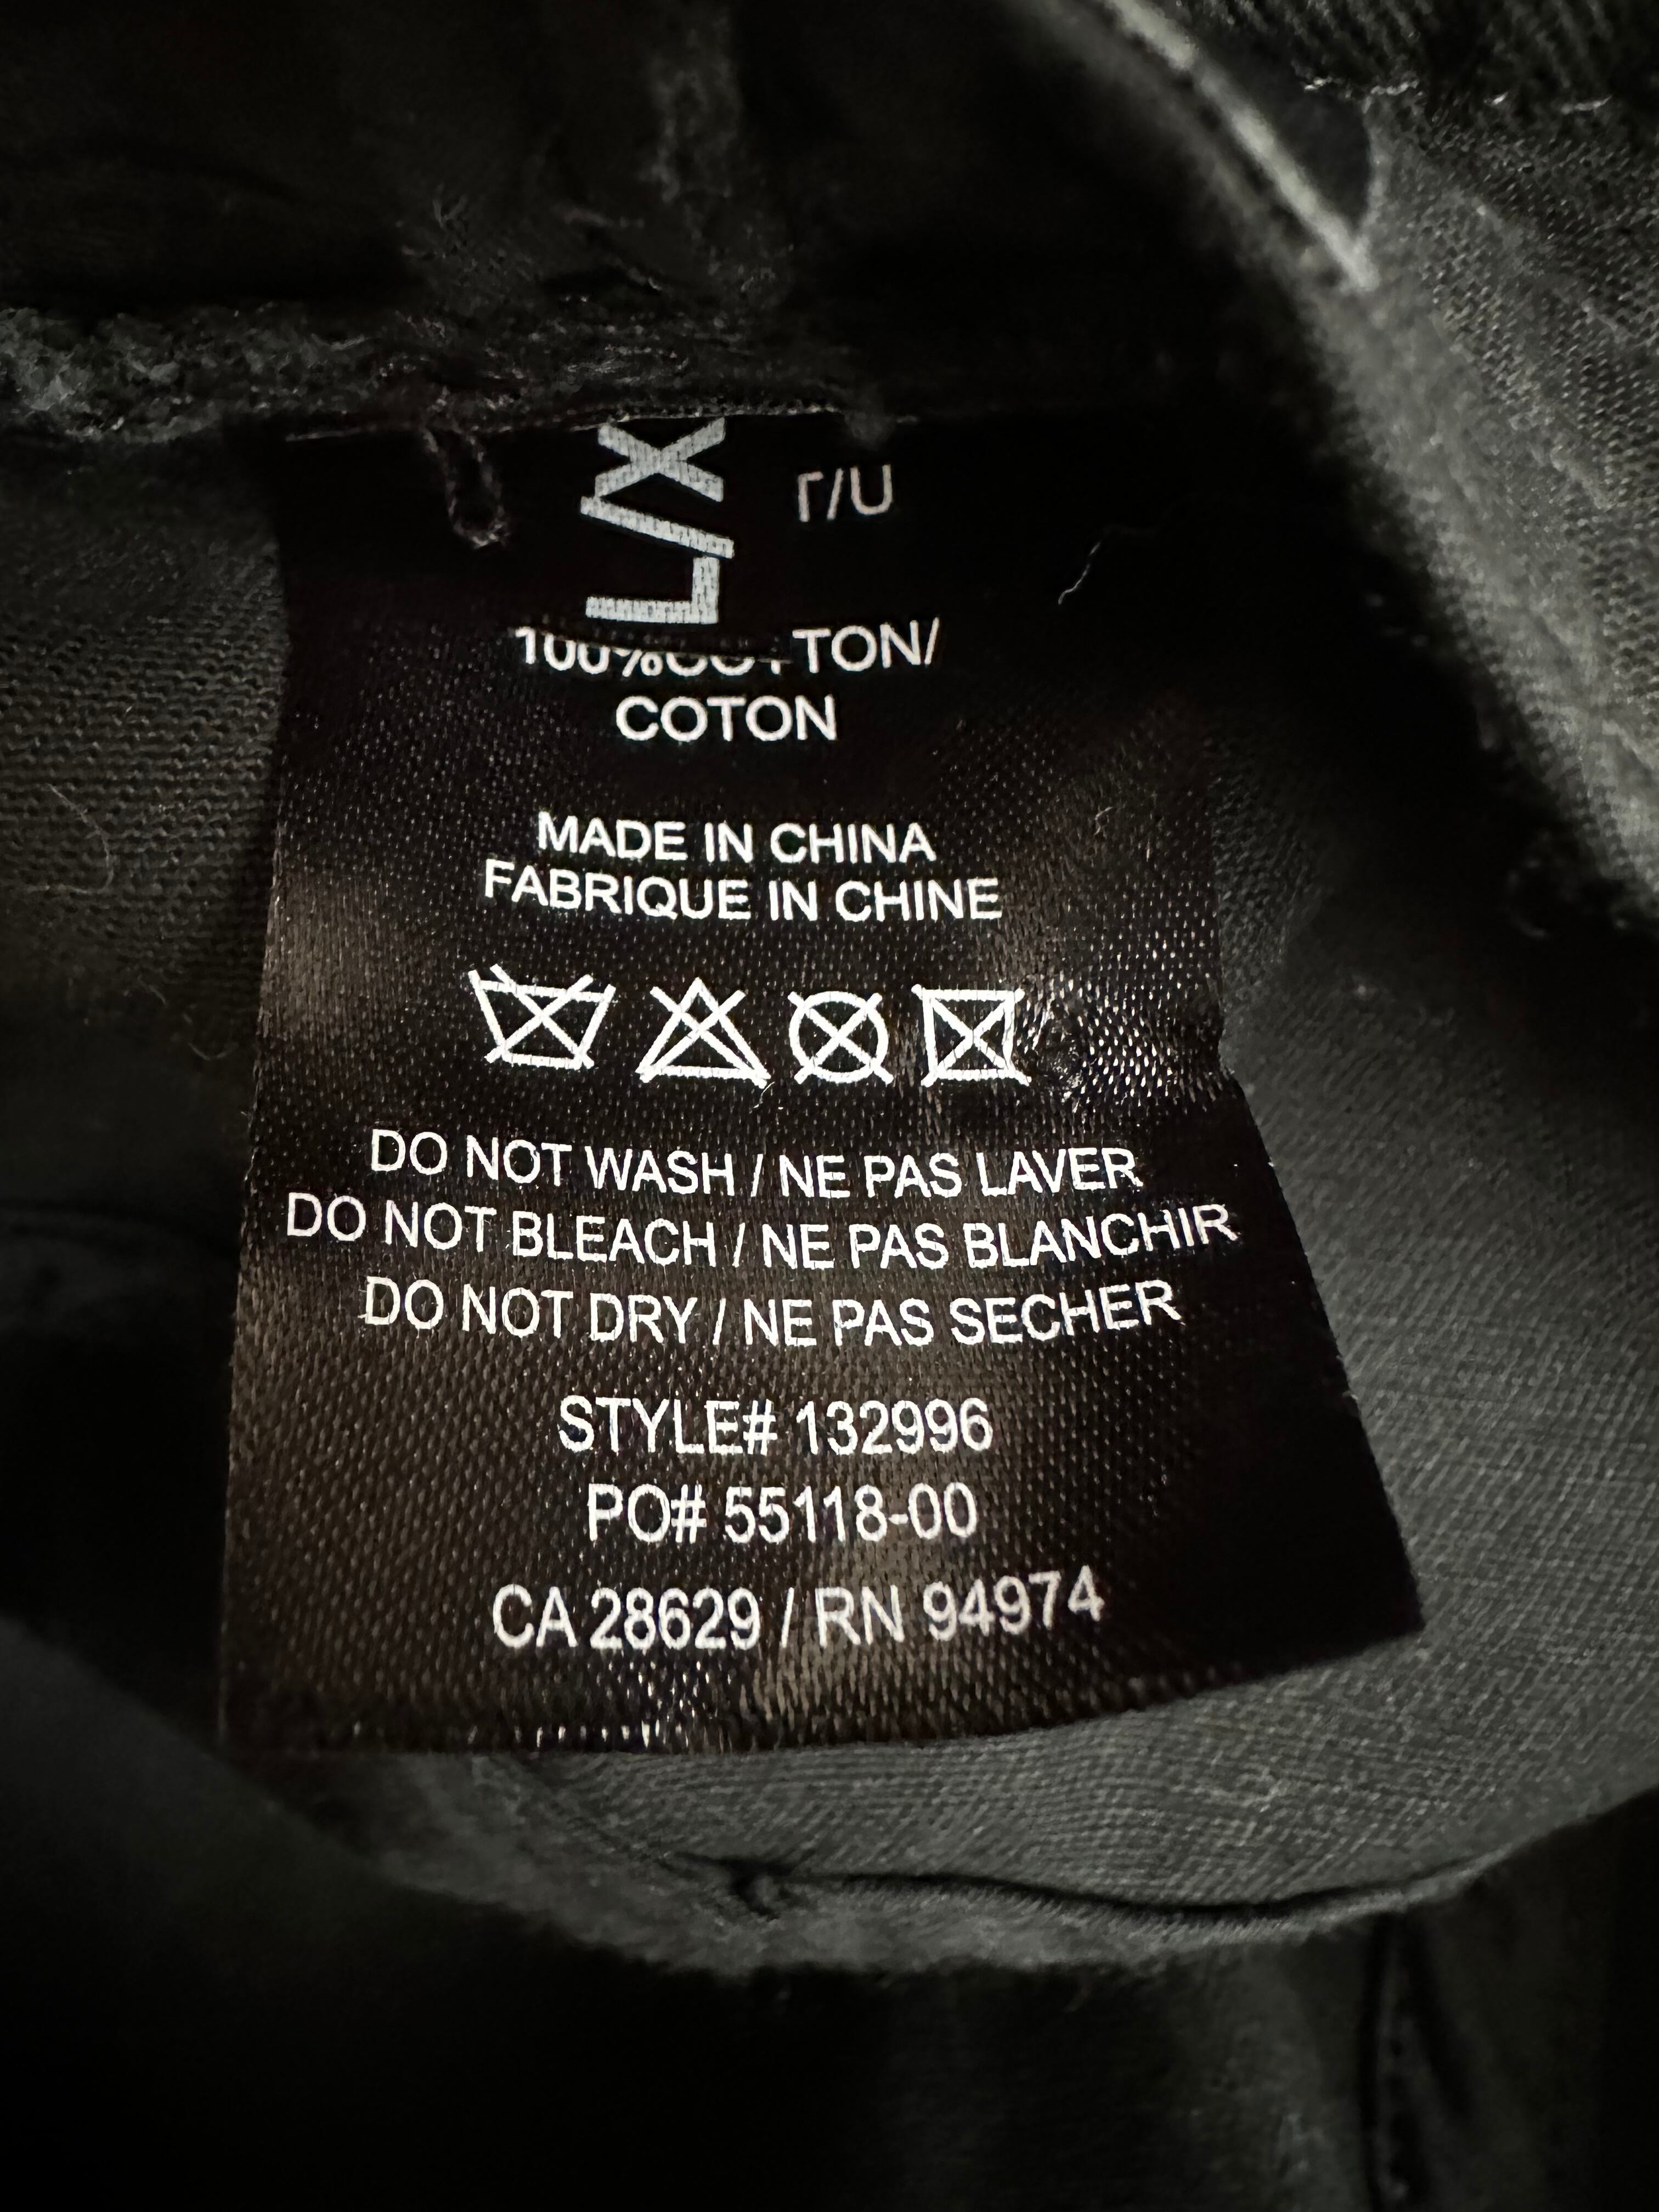 L/X
T/U
100%COTTON/
COTON
MADE IN CHINA
FABRIQUE IN CHINE
DO NOT WASH / NE PAS LAVER
DO NOT BLEACH / NE PAS BLANCHIR
DO NOT DRY / NE PAS SECHER
STYLE# 132996
PO# 55118-00
CA 28629 / RN 94974